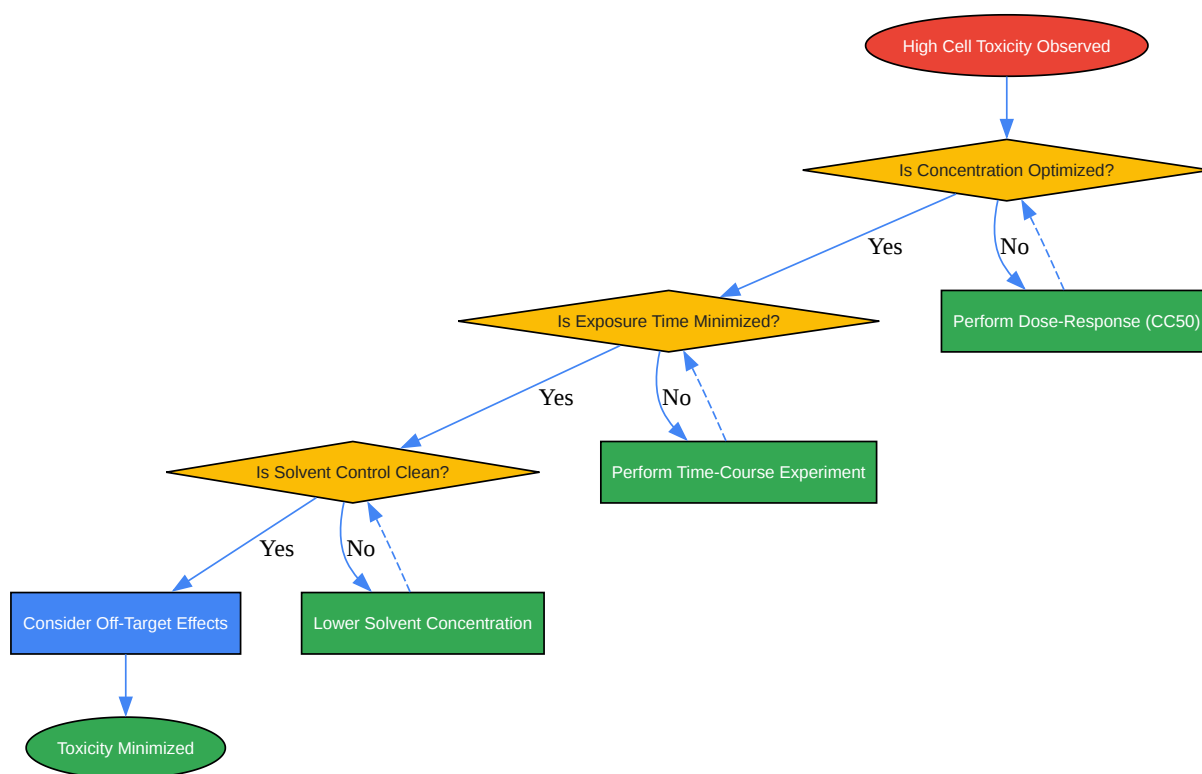 High Cell Toxicity Observed
Is Concentration Optimized?
Yes
No
Is Exposure Time Minimized?
Perform Dose-Response (CC50)
Yes
No
Is Solvent Control Clean?
Perform Time-Course Experiment
Yes
No
Consider Off-Target Effects
Lower Solvent Concentration
Toxicity Minimized